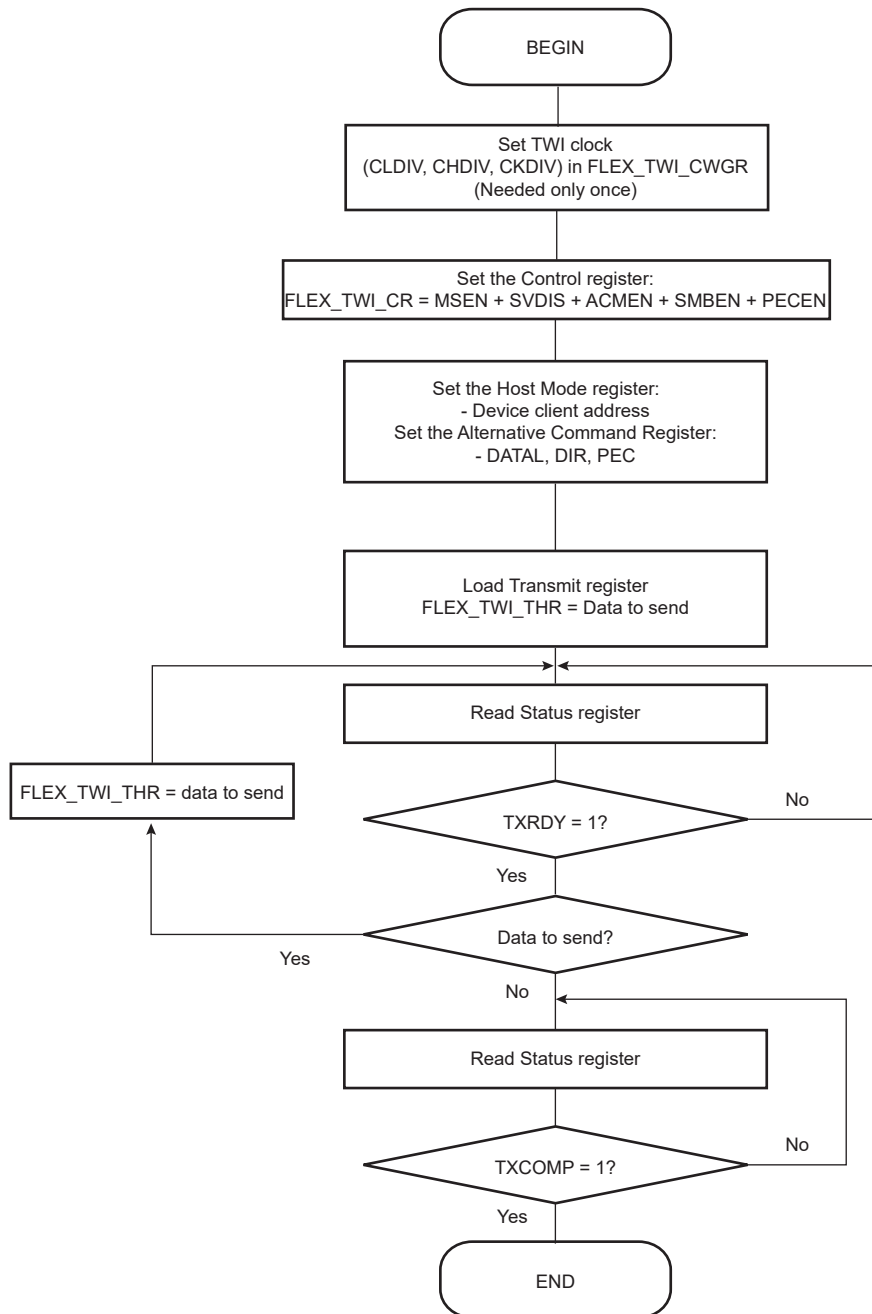 BEGIN
Set TWI clock
(CLDIV, CHDIV, CKDIV) in FLEX_TWI_CWGR
(Needed only once)
Set the Control register:
FLEX_TWI_CR = MSEN + SVDIS + ACMEN + SMBEN + PECEN
Set the Host Mode register:
- Device client address
Set the Alternative Command Register:
- DATAL, DIR, PEC
Load Transmit register
FLEX_TWI_THR = Data to send
Read Status register
FLEX_TWI_THR = data to send
TXRDY = 1?
No
Yes
Data to send?
Yes
No
Read Status register
TXCOMP = 1?
No
Yes
END